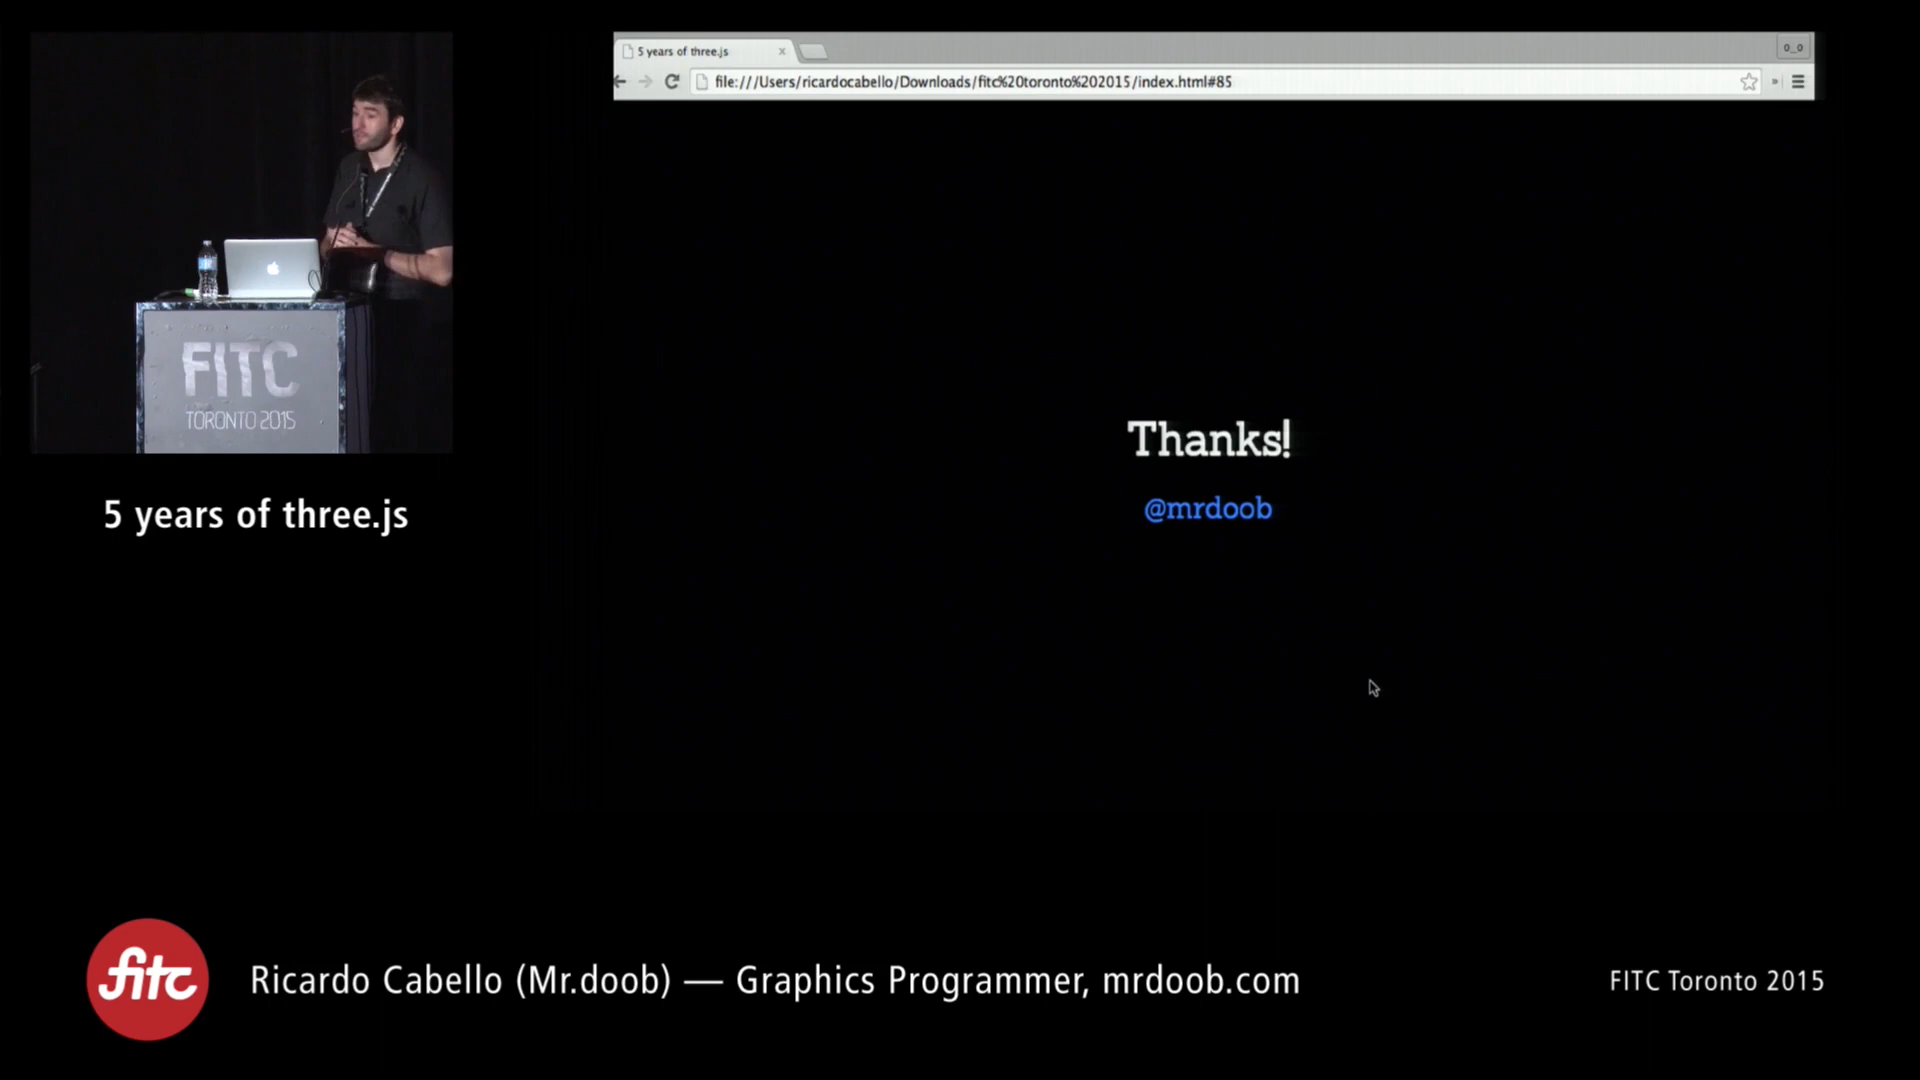 5 years of three.js
0_0
file:///Users/ricardocabello/Downloads/fitc%20toronto%202015/index.html#85
FITC
TORONTO 2015
Thanks!
@mrdoob
5 years of three.js
fitc
Ricardo Cabello (Mr.doob) — Graphics Programmer, mrdoob.com
FITC Toronto 2015